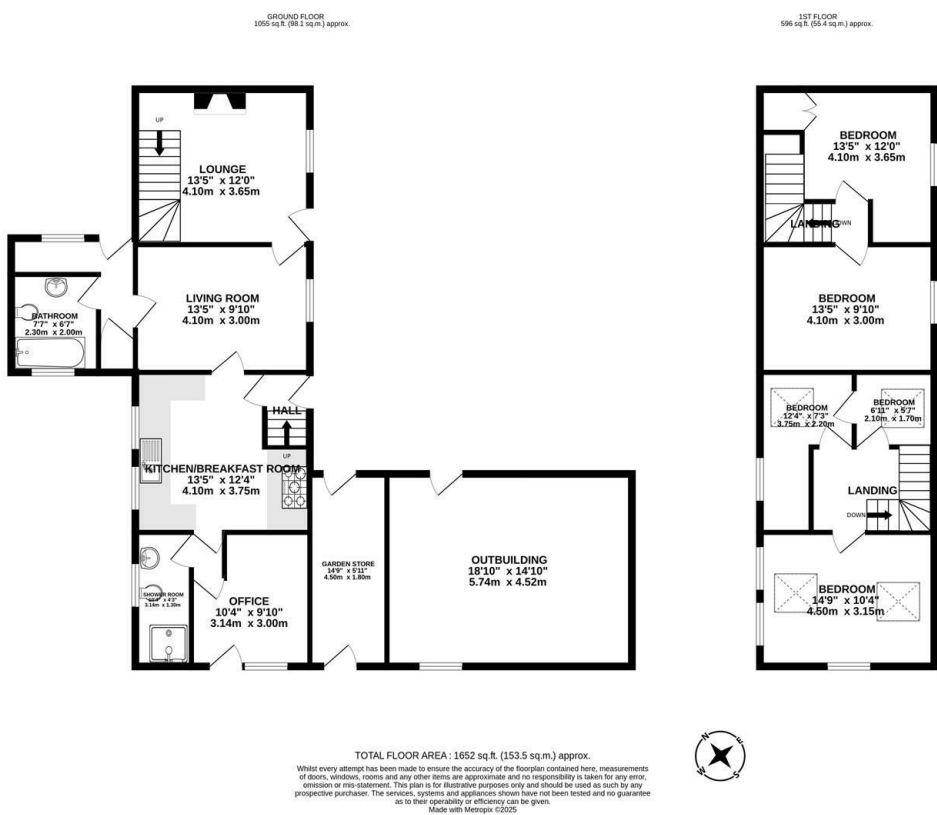 GROUND FLOOR
1055 sq.ft. (98.1 sq.m.) approx.
UP
LOUNGE
13'5" x 12'0"
4.10m x 3.65m
LIVING ROOM
13'5" x 9'10"
4.10m x 3.00m
BATHROOM
7'7" x 6'7"
2.30m x 2.00m
HALL
UP
KITCHEN/BREAKFAST ROOM
13'5" x 12'4"
4.10m x 3.75m
SHOWER ROOM
x 4'3"
3.14m x 1.30m
OFFICE
10'4" x 9'10"
3.14m x 3.00m
GARDEN STORE
14'9" x 5'11"
4.50m x 1.80m
OUTBUILDING
18'10" x 14'10"
5.74m x 4.52m
1ST FLOOR
596 sq.ft. (55.4 sq.m.) approx.
BEDROOM
13'5" x 12'0"
4.10m x 3.65m
DOWN
LANDING
BEDROOM
13'5" x 9'10"
4.10m x 3.00m
BEDROOM
12'4" x 7'3"
3.75m x 2.20m
BEDROOM
6'11" x 5'7"
2.10m x 1.70m
LANDING
DOWN
BEDROOM
14'9" x 10'4"
4.50m x 3.15m
N
E
S
W
TOTAL FLOOR AREA : 1652 sq.ft. (153.5 sq.m.) approx.
Whilst every attempt has been made to ensure the accuracy of the floorplan contained here, measurements
of doors, windows, rooms and any other items are approximate and no responsibility is taken for any error,
omission or mis-statement. This plan is for illustrative purposes only and should be used as such by any
prospective purchaser. The services, systems and appliances shown have not been tested and no guarantee
as to their operability or efficiency can be given.
Made with Metropix ©2025